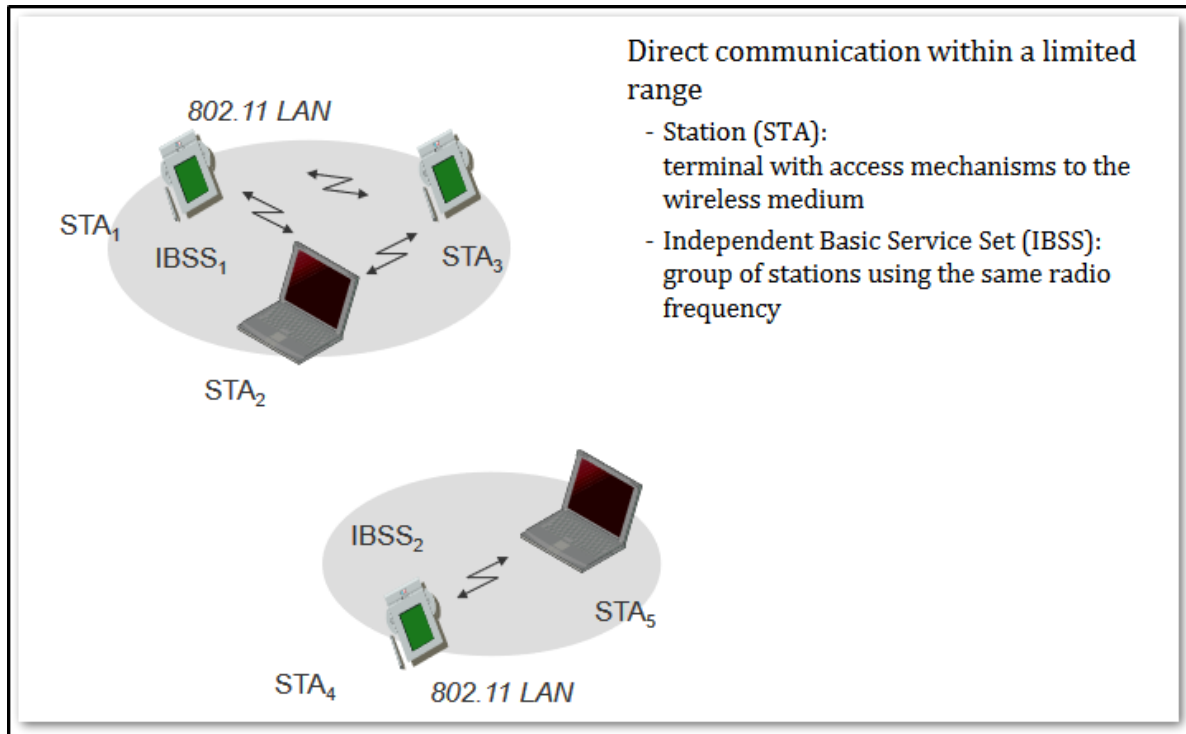 Direct communication within a limited
range
- Station (STA):
terminal with access mechanisms to the
wireless medium
- Independent Basic Service Set (IBSS):
group of stations using the same radio
frequency
802.11 LAN
STA₁
IBSS₁
STA₃
STA₂
IBSS₂
STA₅
STA₄
802.11 LAN